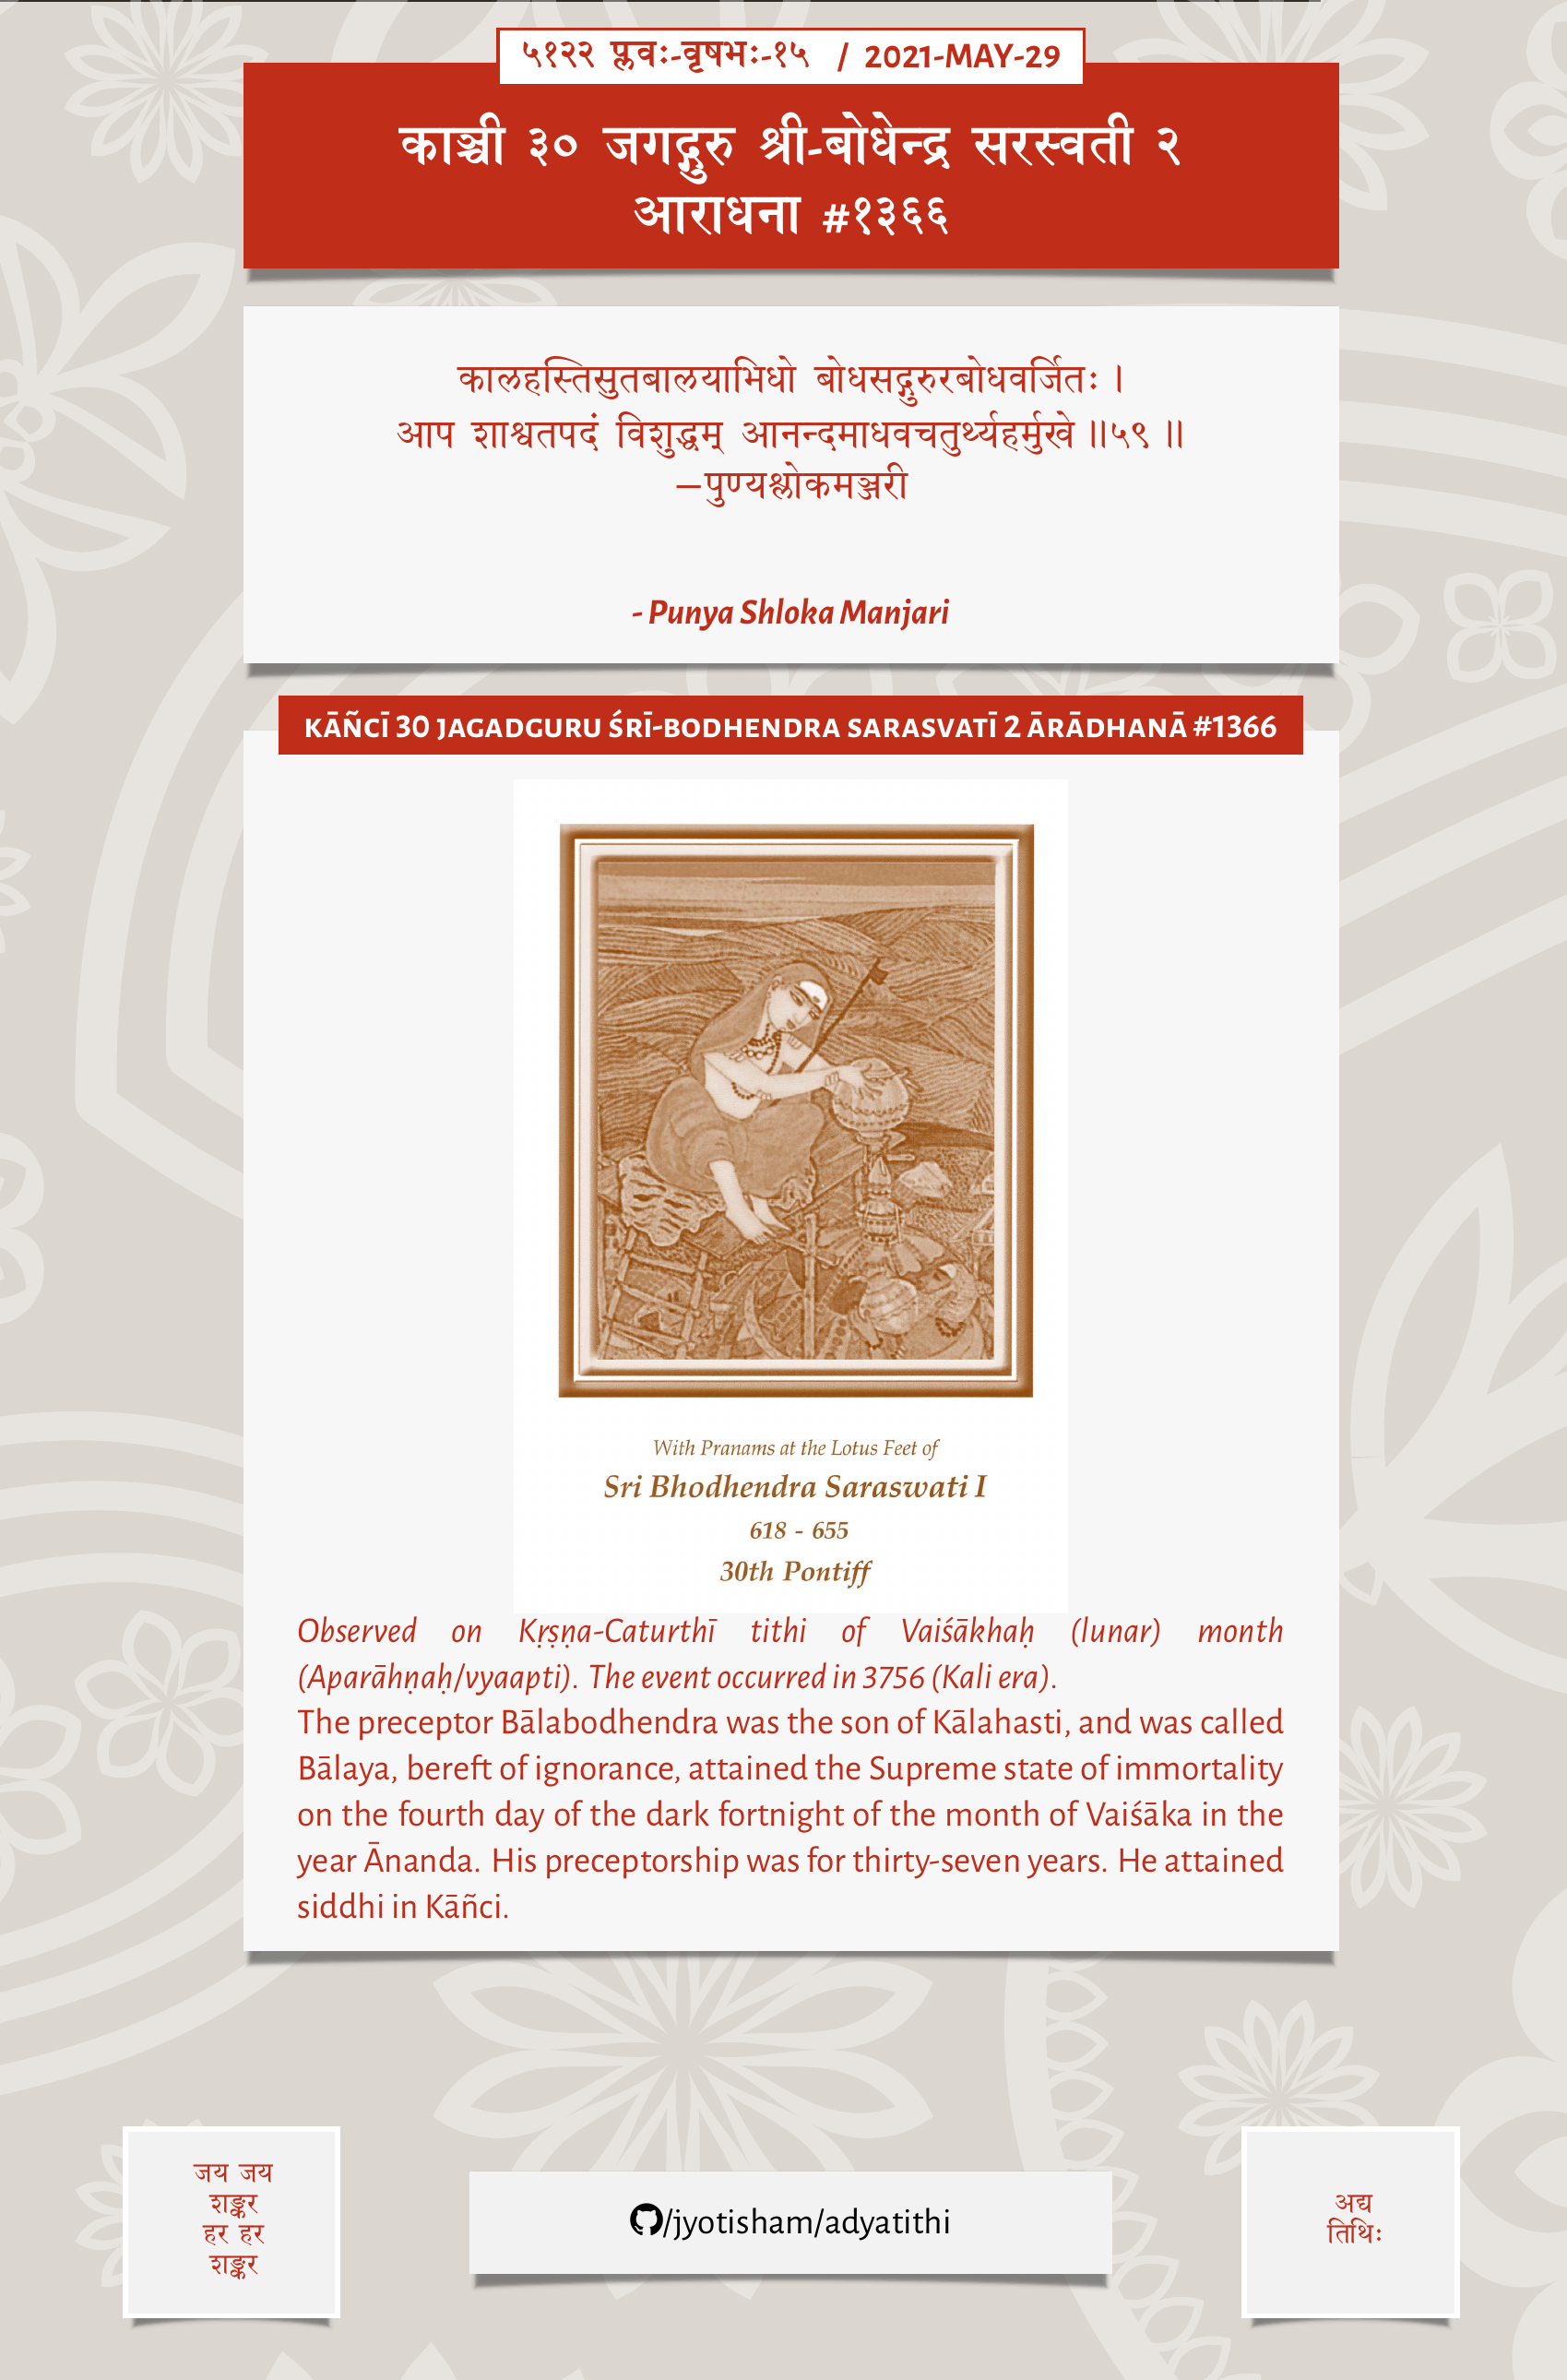 ५१२२ प्लवः-वृषभः-१५ / 2021-MAY-29
काञ्ची ३० जगद्गुरु श्री-बोधेन्द्र सरस्वती २
आराधना #१३६६
कालहस्तिसुतबालयाभिधो बोधसद्गुरुरबोधवर्जितः ।
आप शाश्वतपदं विशुद्धम् आनन्दमाधवचतुर्थ्यहर्मुखे ॥५९ ॥
—पुण्यश्लोकमञ्जरी
- Punya Shloka Manjari
KĀÑCĪ 30 JAGADGURU ŚRĪ-BODHENDRA SARASVATĪ 2 ĀRĀDHANĀ #1366
With Pranams at the Lotus Feet of
Sri Bhodhendra Saraswati I
618 - 655
30th Pontiff
Observed on Kṛṣṇa-Caturthī tithi of Vaiśākhaḥ (lunar) month
(Aparāhṇaḥ/vyaapti). The event occurred in 3756 (Kali era).
The preceptor Bālabodhendra was the son of Kālahasti, and was called
Bālaya, bereft of ignorance, attained the Supreme state of immortality
on the fourth day of the dark fortnight of the month of Vaiśāka in the
year Ānanda. His preceptorship was for thirty-seven years. He attained
siddhi in Kāñci.
जय जय
शङ्कर
हर हर
शङ्कर
/jyotisham/adyatithi
अद्य
तिथिः